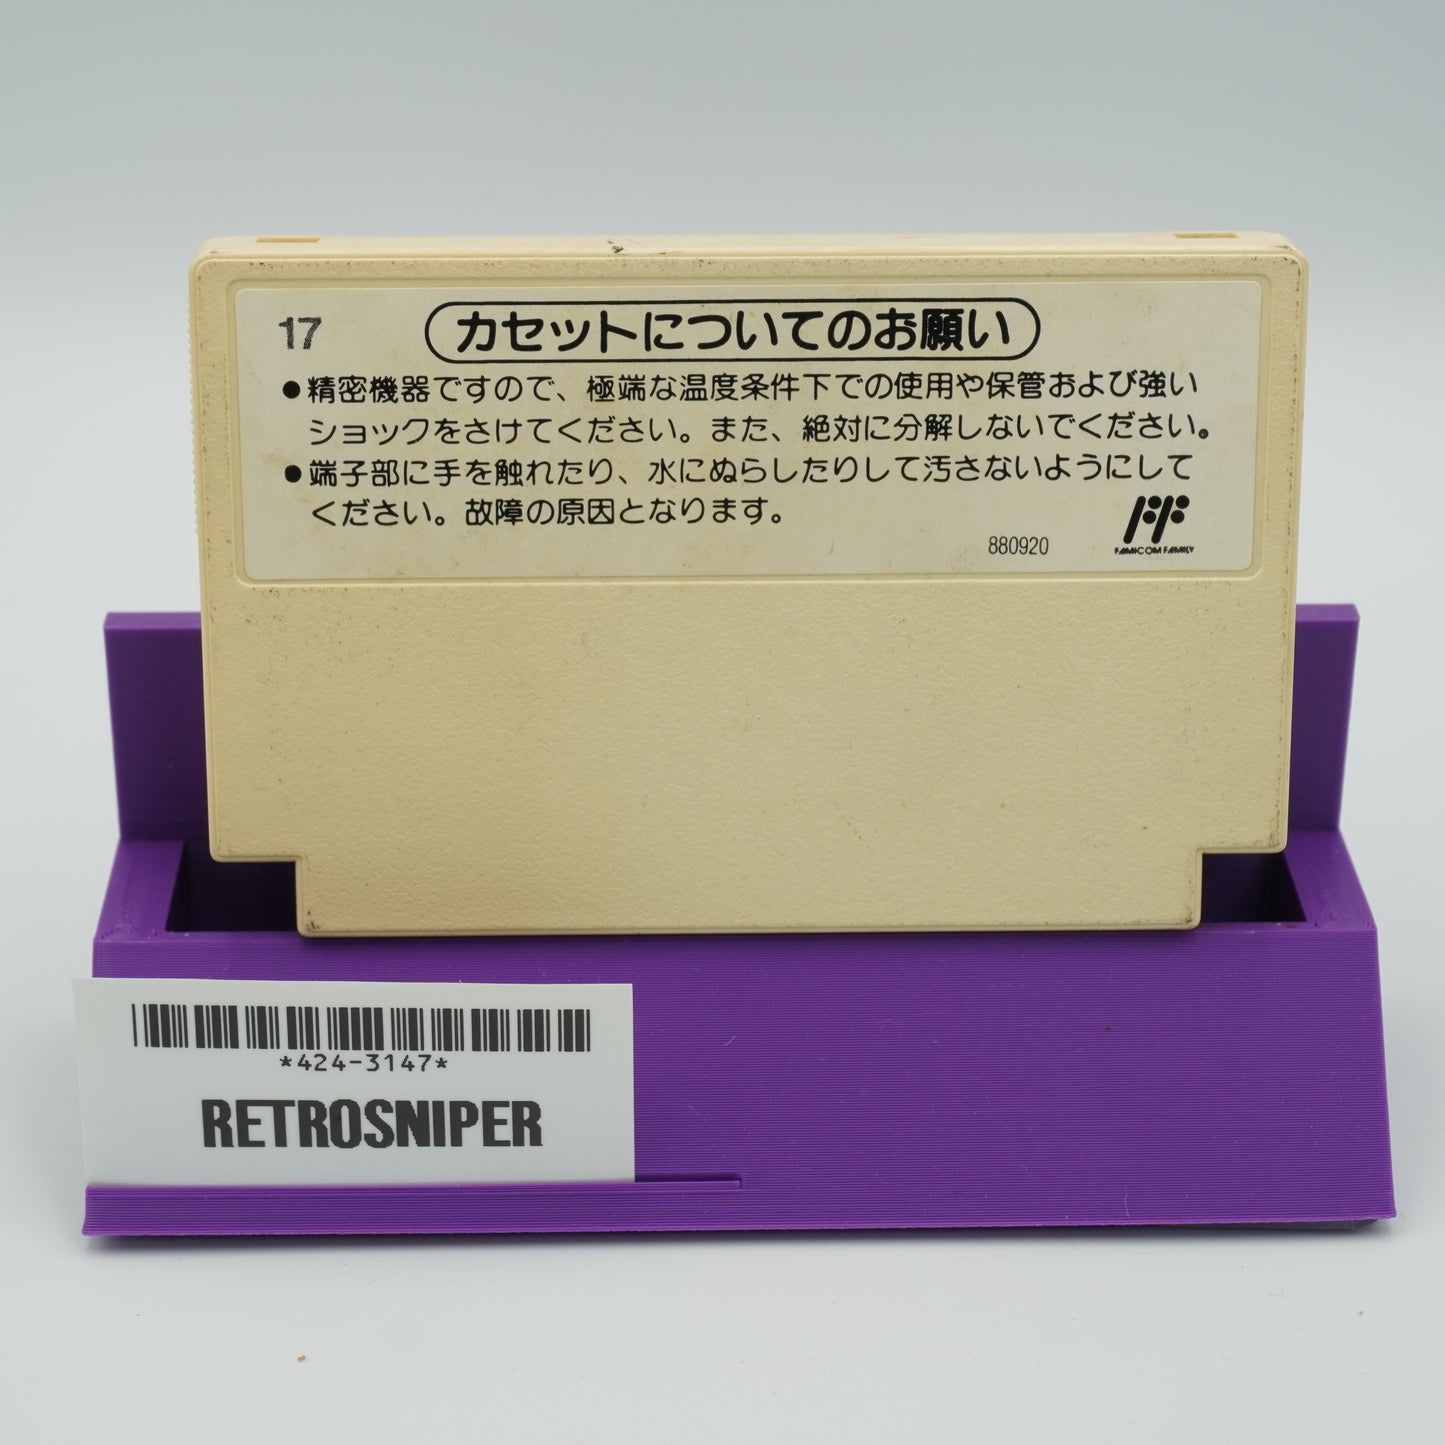 17
カセットについてのお願い
●精密機器ですので、極端な温度条件下での使用や保管および強い
ショックをさけてください。また、絶対に分解しないでください。
●端子部に手を触れたり、水にぬらしたりして汚さないようにして
ください。故障の原因となります。
880920
FAMICOM FAMILY
*424-3147*
RETROSNIPER